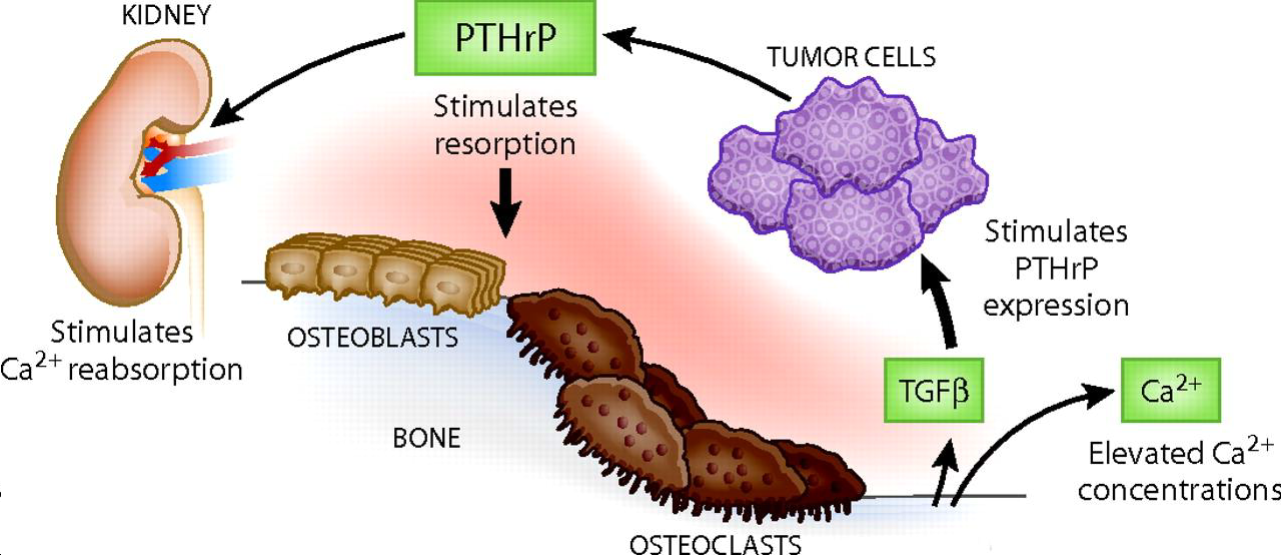 KIDNEY
PTHrP
TUMOR CELLS
Stimulates
resorption
Stimulates
PTHrP
expression
Stimulates
Ca²⁺ reabsorption
OSTEOBLASTS
TGFβ
Ca²⁺
BONE
Elevated Ca²⁺
concentrations
OSTEOCLASTS